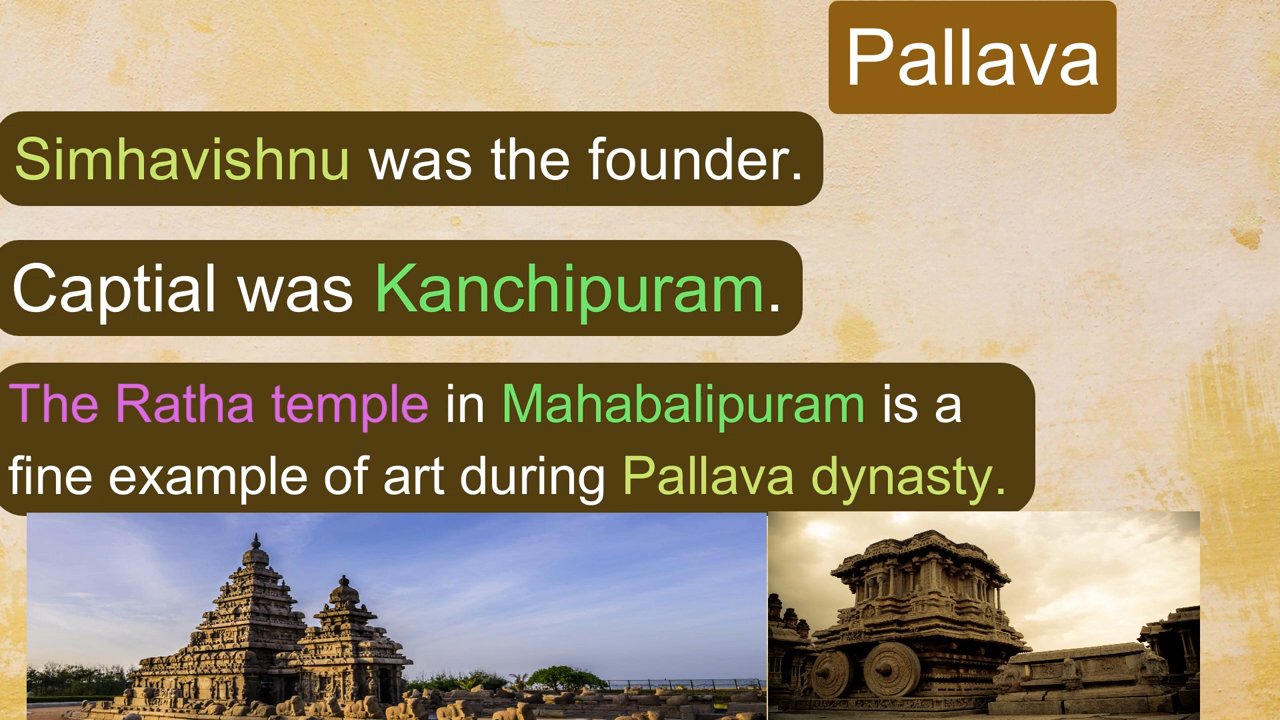 Pallava
Simhavishnu was the founder.
Captial was Kanchipuram.
The Ratha temple in Mahabalipuram is a
fine example of art during Pallava dynasty.